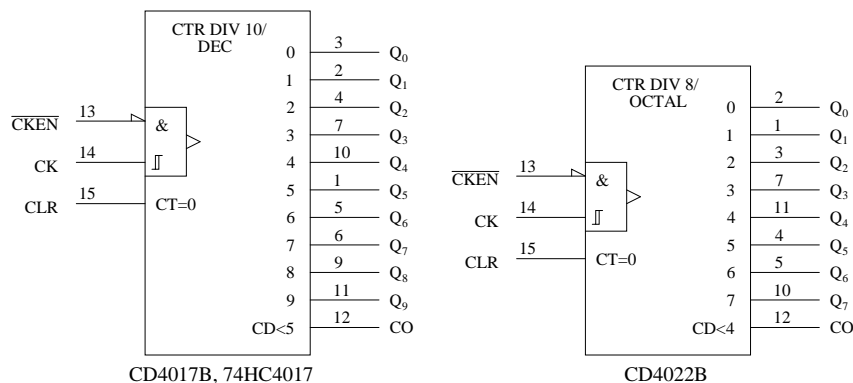 CTR DIV 10/
DEC
0 3 Q0
1 2 Q1
2 4 Q2
3 7 Q3
4 10 Q4
5 1 Q5
6 5 Q6
7 6 Q7
8 9 Q8
9 11 Q9
CD<5 12 CO
CKEN 13 &
CK 14
CLR 15 CT=0
CD4017B, 74HC4017
CTR DIV 8/
OCTAL
0 2 Q0
1 1 Q1
2 3 Q2
3 7 Q3
4 11 Q4
5 4 Q5
6 5 Q6
7 10 Q7
CD<4 12 CO
CKEN 13 &
CK 14
CLR 15 CT=0
CD4022B